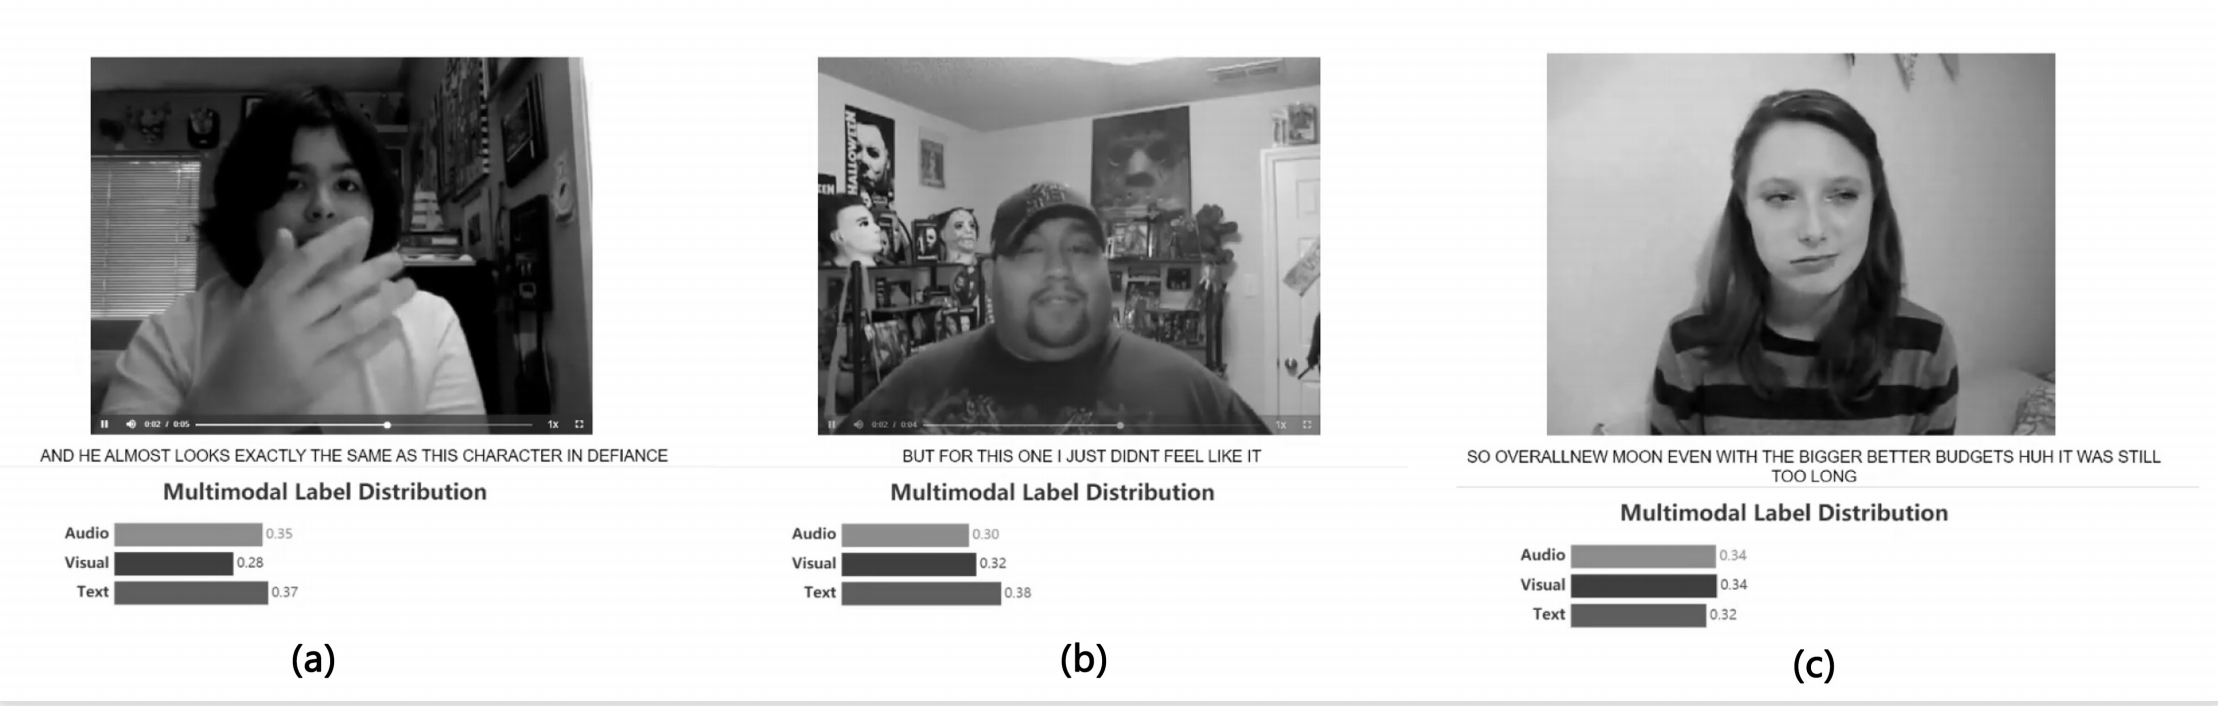 HALLOWEEN
EN
0:02 / 0:05
1x
0:02 / 0:04
1x
AND HE ALMOST LOOKS EXACTLY THE SAME AS THIS CHARACTER IN DEFIANCE
Multimodal Label Distribution
Audio 0.35
Visual 0.28
Text 0.37
(a)
BUT FOR THIS ONE I JUST DIDNT FEEL LIKE IT
Multimodal Label Distribution
Audio 0.30
Visual 0.32
Text 0.38
(b)
SO OVERALLNEW MOON EVEN WITH THE BIGGER BETTER BUDGETS HUH IT WAS STILL
TOO LONG
Multimodal Label Distribution
Audio 0.34
Visual 0.34
Text 0.32
(c)